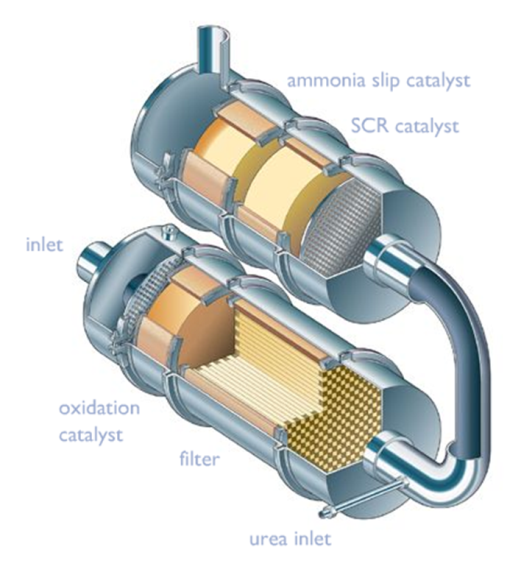 ammonia slip catalyst
SCR catalyst
inlet
oxidation
catalyst
filter
urea inlet